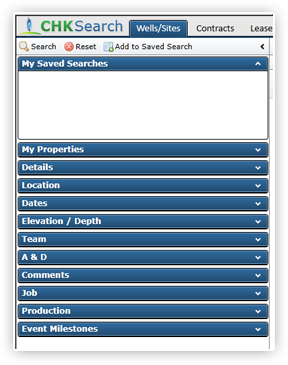 CHKSearch Wells/Sites Contracts Lease
Search Reset Add to Saved Search
My Saved Searches
My Properties
Details
Location
Dates
Elevation / Depth
Team
A & D
Comments
Job
Production
Event Milestones